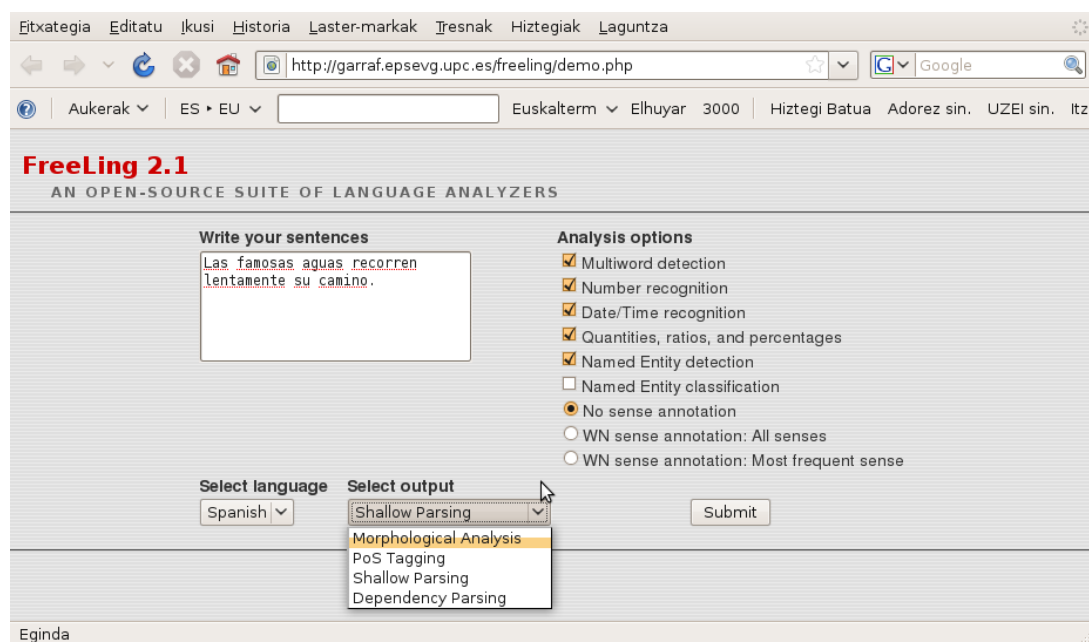 Fitxategia Editatu Ikusi Historia Laster-markak Tresnak Hiztegiak Laguntza
http://garraf.epsevg.upc.es/freeling/demo.php G Google
Aukerak ES ‣ EU Euskalterm Elhuyar 3000 Hiztegi Batua Adorez sin. UZEI sin. Itz
FreeLing 2.1
AN OPEN-SOURCE SUITE OF LANGUAGE ANALYZERS
Write your sentences
Las famosas aguas recorren
lentamente su camino.
Analysis options
Multiword detection
Number recognition
Date/Time recognition
Quantities, ratios, and percentages
Named Entity detection
Named Entity classification
No sense annotation
WN sense annotation: All senses
WN sense annotation: Most frequent sense
Select language Select output
Spanish Shallow Parsing Submit
Morphological Analysis
PoS Tagging
Shallow Parsing
Dependency Parsing
Eginda